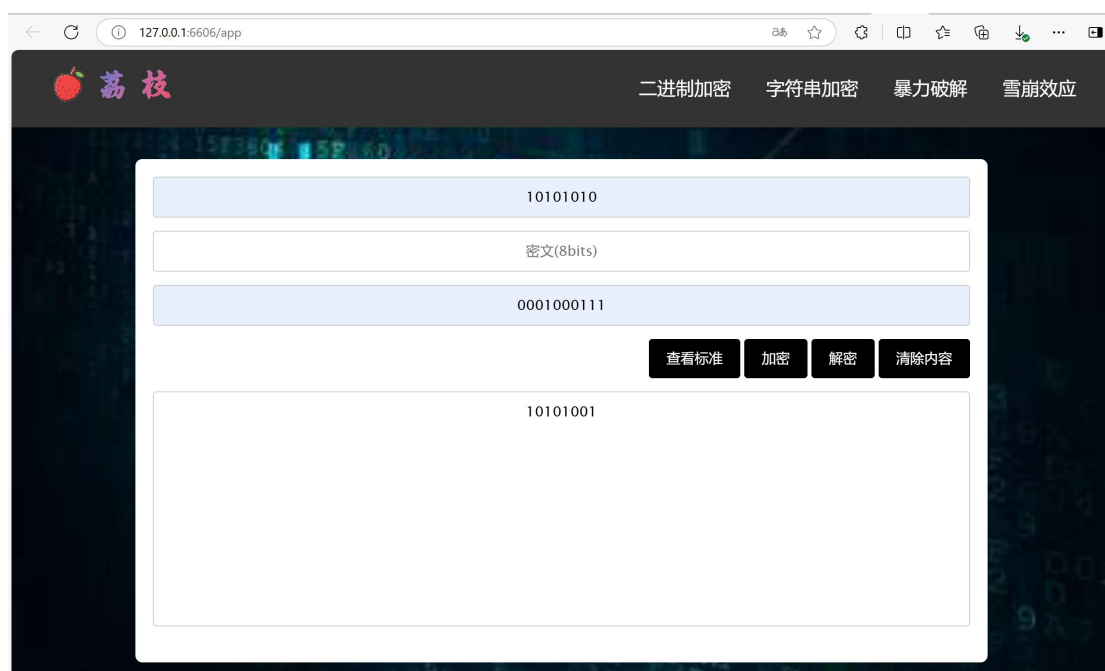 127.0.0.1:6606/app
荔枝
二进制加密 字符串加密 暴力破解 雪崩效应
10101010
密文(8bits)
0001000111
查看标准 加密 解密 清除内容
10101001